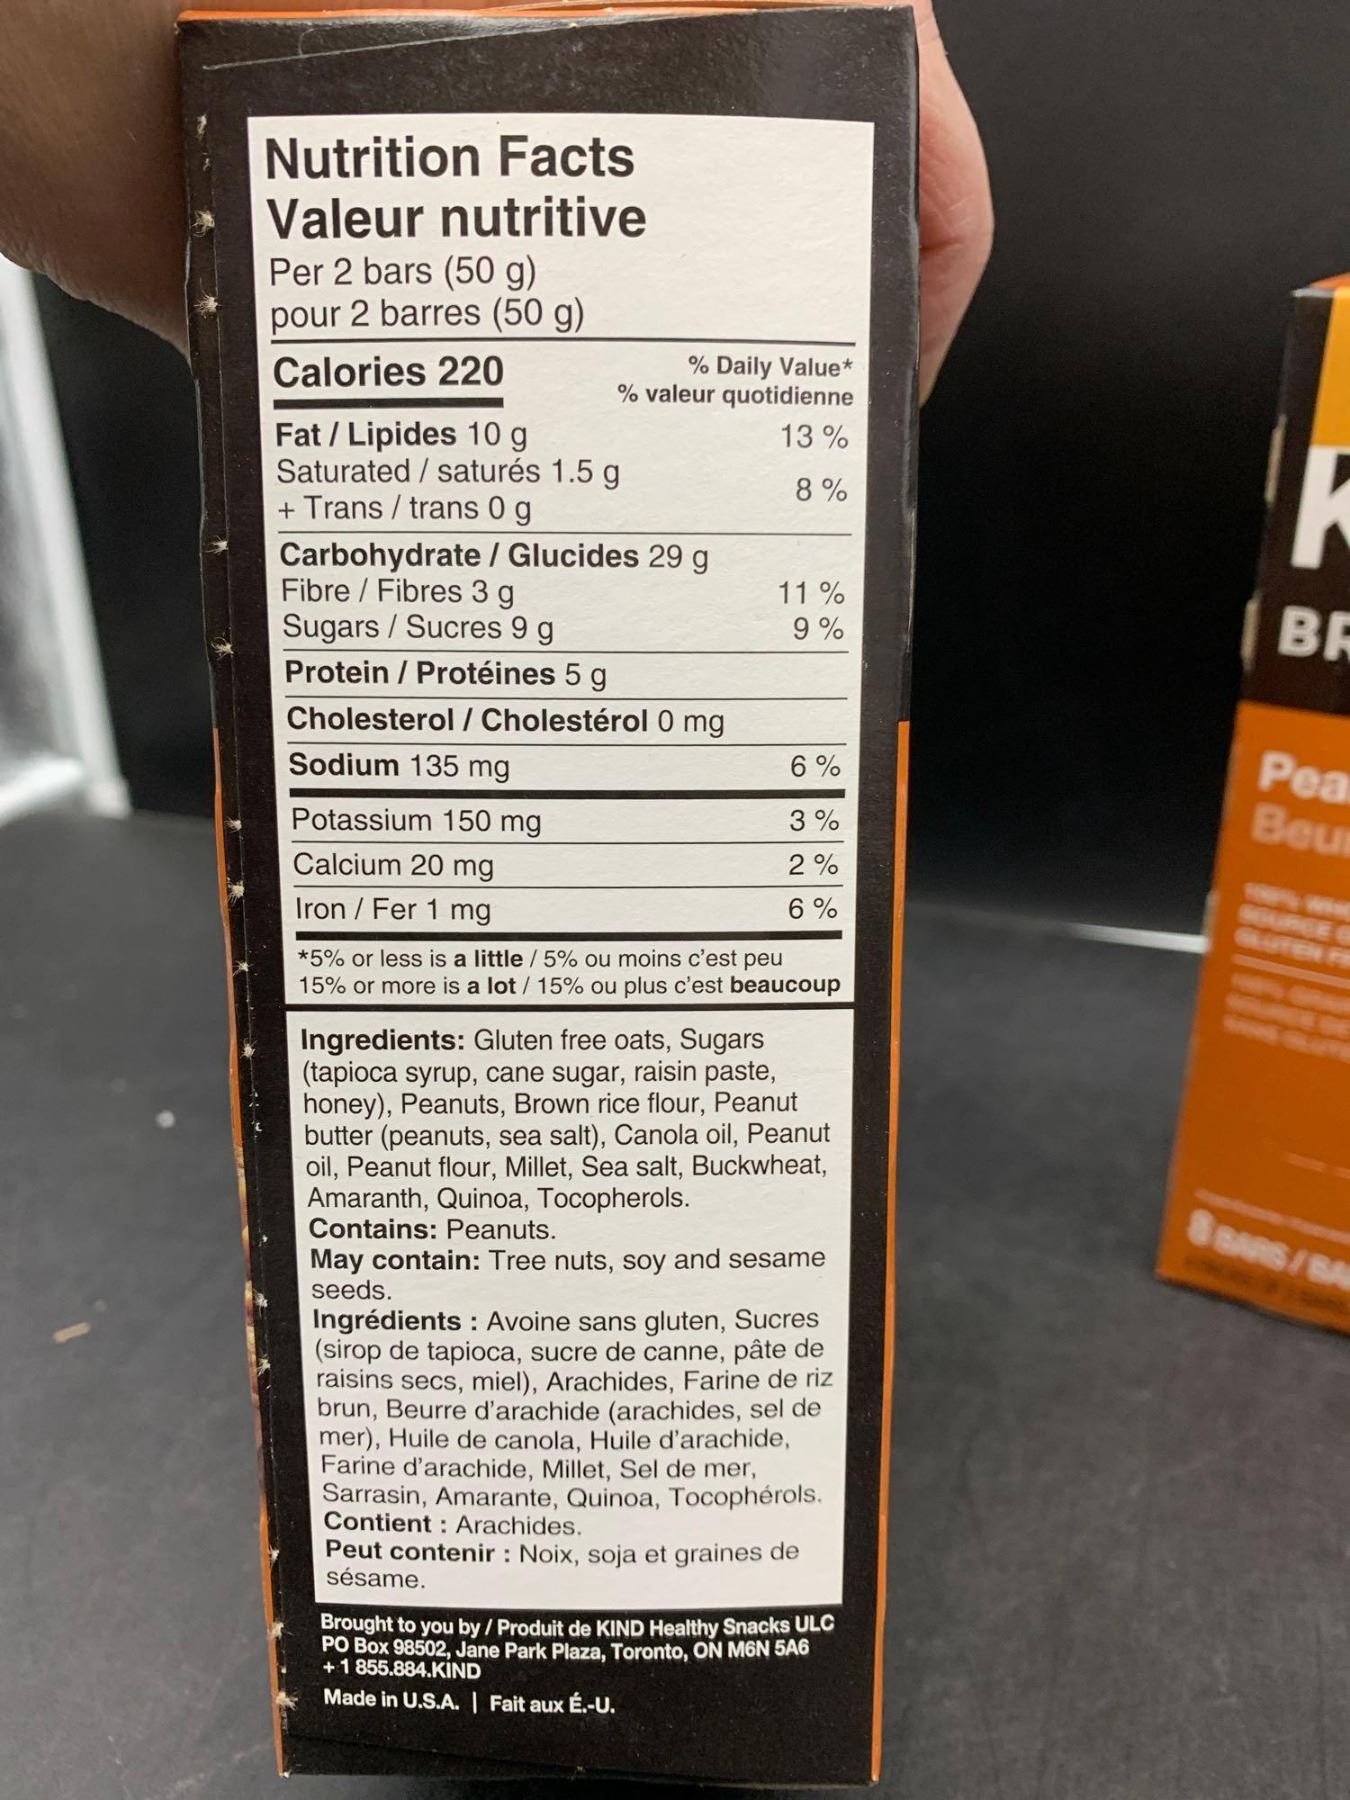 Nutrition Facts
Valeur nutritive
Per 2 bars (50 g)
pour 2 barres (50 g)
Calories 220
% Daily Value*
% valeur quotidienne
Fat / Lipides 10 g 13 %
Saturated / saturés 1.5 g
+ Trans / trans 0 g 8 %
Carbohydrate / Glucides 29 g
Fibre / Fibres 3 g 11 %
Sugars / Sucres 9 g 9 %
Protein / Protéines 5 g
Cholesterol / Cholestérol 0 mg
Sodium 135 mg 6 %
Potassium 150 mg 3 %
Calcium 20 mg 2 %
Iron / Fer 1 mg 6 %
*5% or less is a little / 5% ou moins c'est peu
15% or more is a lot / 15% ou plus c'est beaucoup
Ingredients: Gluten free oats, Sugars
(tapioca syrup, cane sugar, raisin paste,
honey), Peanuts, Brown rice flour, Peanut
butter (peanuts, sea salt), Canola oil, Peanut
oil, Peanut flour, Millet, Sea salt, Buckwheat,
Amaranth, Quinoa, Tocopherols.
Contains: Peanuts.
May contain: Tree nuts, soy and sesame
seeds.
Ingrédients : Avoine sans gluten, Sucres
(sirop de tapioca, sucre de canne, pâte de
raisins secs, miel), Arachides, Farine de riz
brun, Beurre d'arachide (arachides, sel de
mer), Huile de canola, Huile d'arachide,
Farine d'arachide, Millet, Sel de mer,
Sarrasin, Amarante, Quinoa, Tocophérols.
Contient : Arachides.
Peut contenir : Noix, soja et graines de
sésame.
Brought to you by / Produit de KIND Healthy Snacks ULC
PO Box 98502, Jane Park Plaza, Toronto, ON M6N 5A6
+ 1 855.884.KIND
Made in U.S.A. | Fait aux É.-U.
K
BR
Pea
Beur
8 BARS / BA